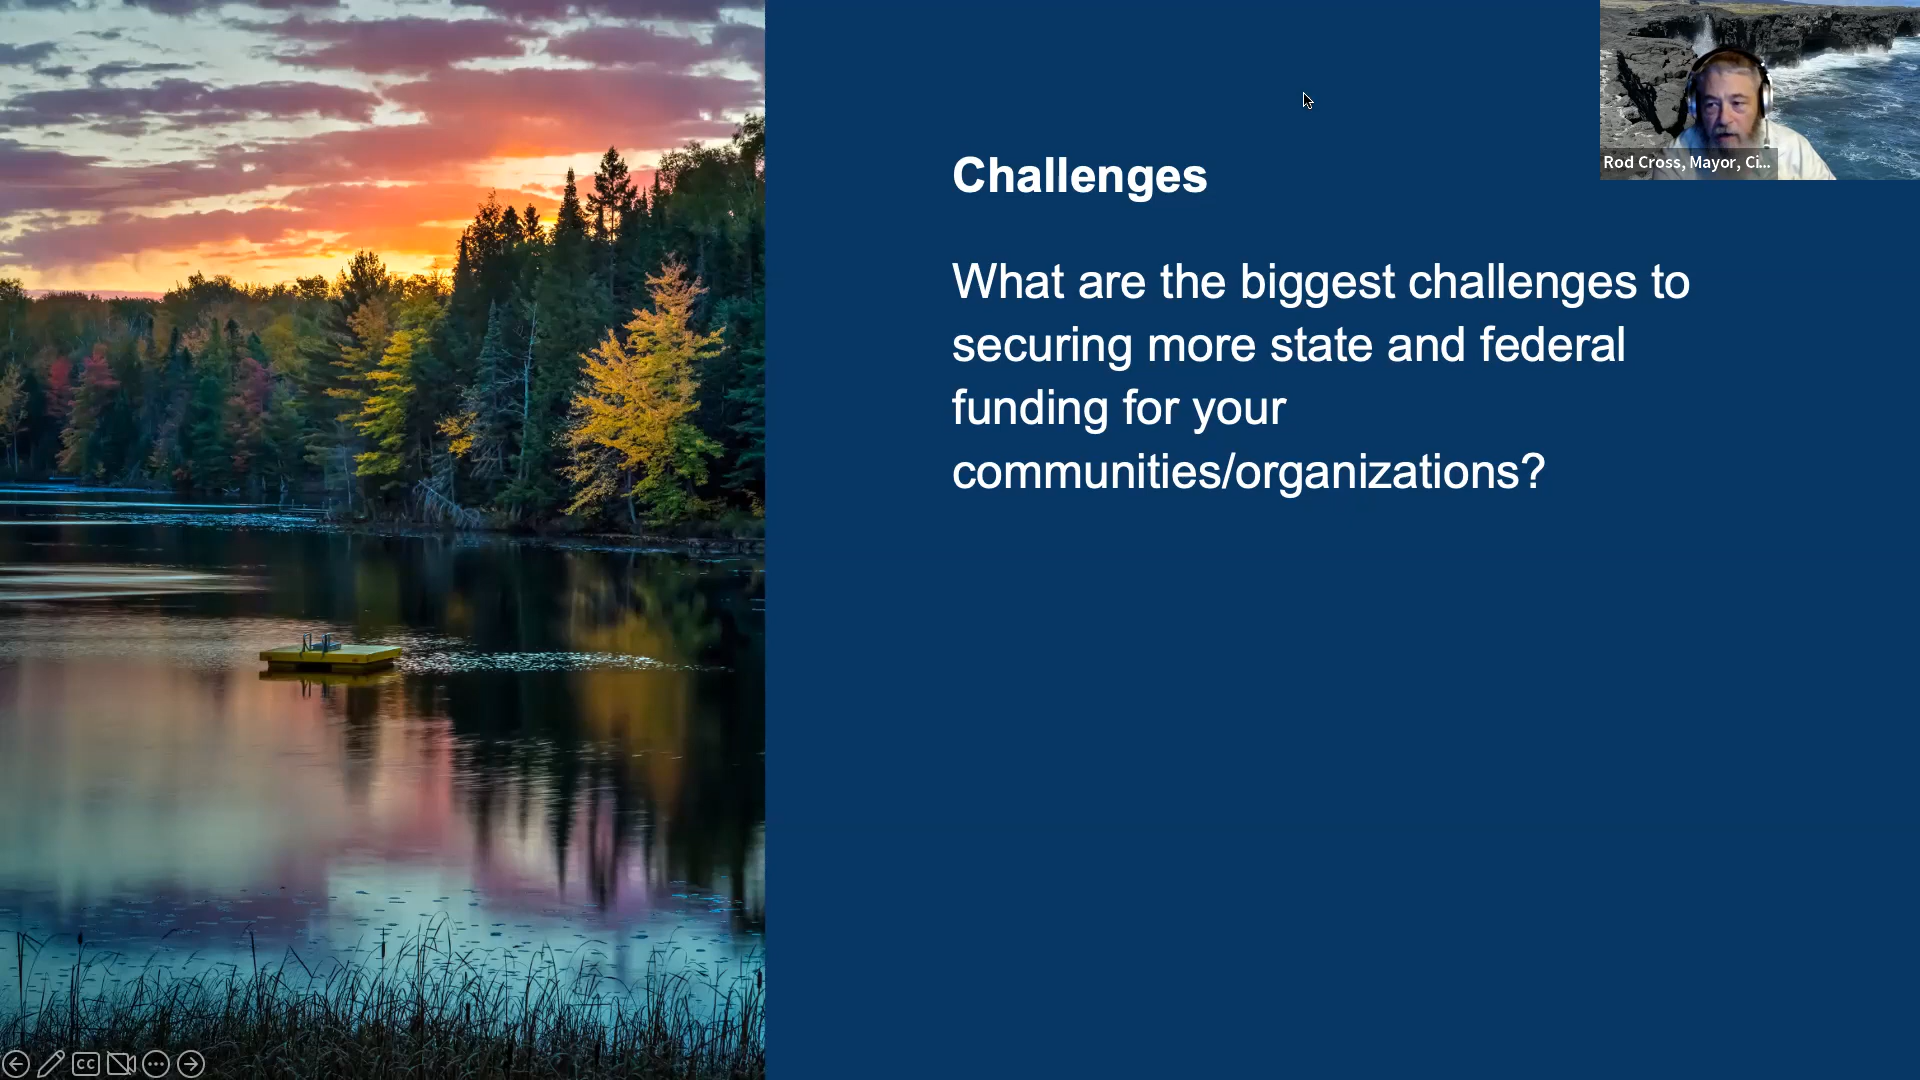 Challenges
What are the biggest challenges to
securing more state and federal
funding for your
communities/organizations?
Rod Cross, Mayor, Ci...
CC